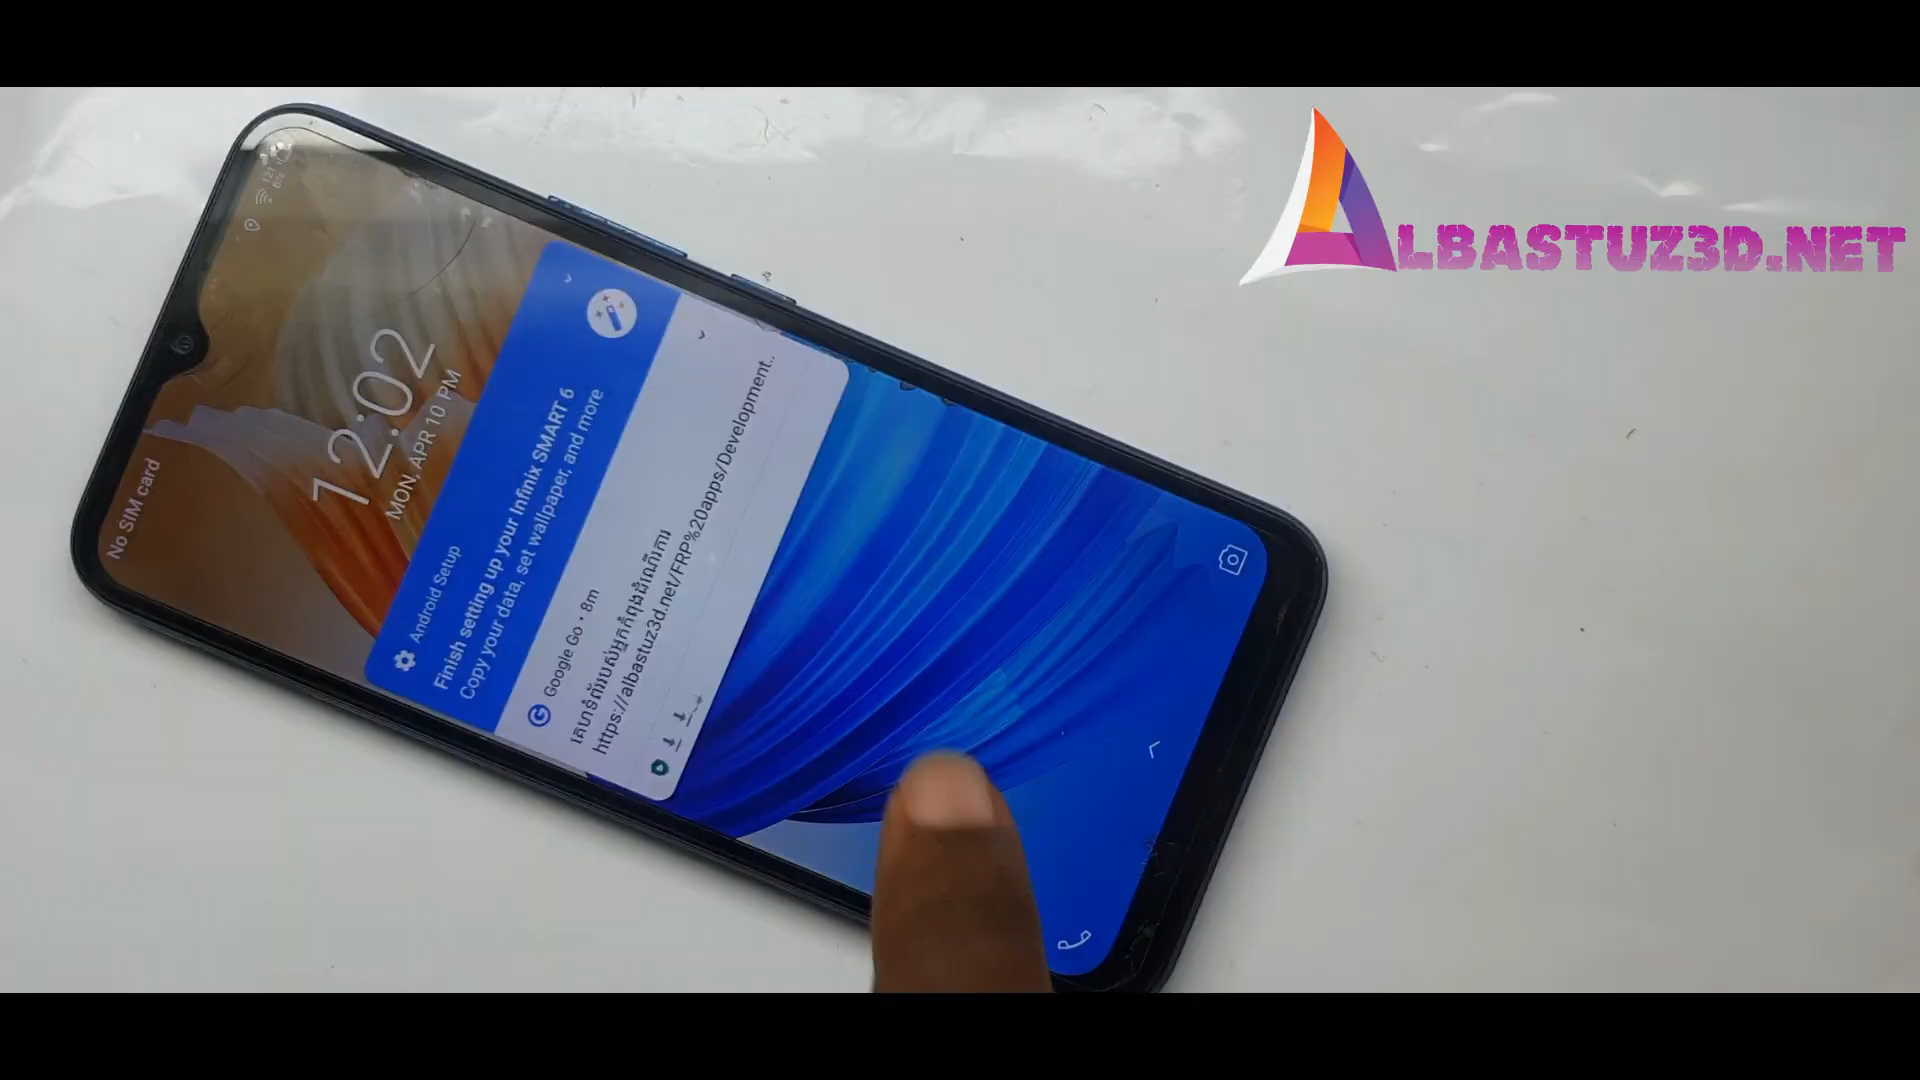 ALBASTUZ3D.NET
No SIM card
12:02
MON, APR 10 PM
Android Setup
Finish setting up your Infinix SMART 6
Copy your data, set wallpaper, and more
Google Go • 8m
https://albastuz3d.net/FRP%20apps/Development..